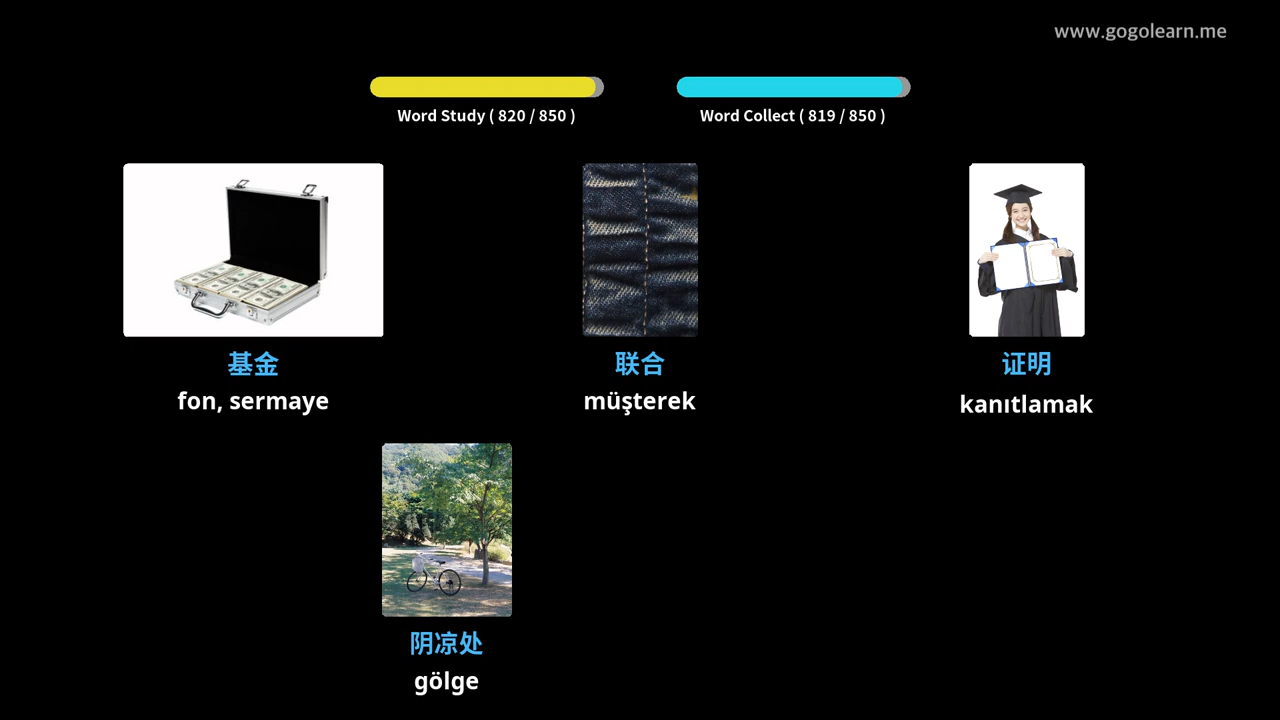 www.gogolearn.me
Word Study ( 820 / 850 )
Word Collect ( 819 / 850 )
基金
fon, sermaye
联合
müşterek
证明
kanıtlamak
阴凉处
gölge